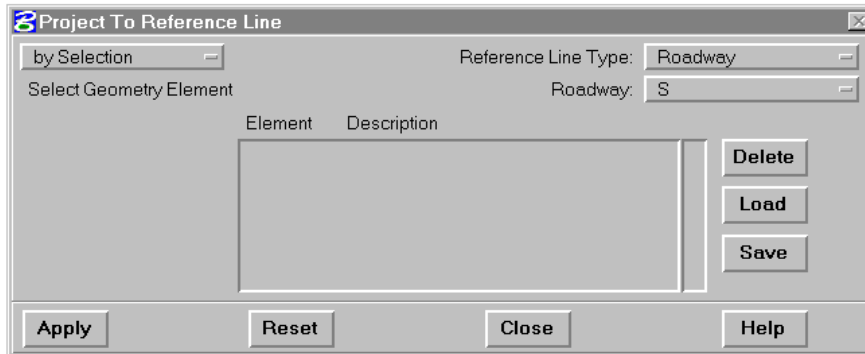 Project To Reference Line
by Selection
Reference Line Type: Roadway
Select Geometry Element
Roadway: S
Element Description
Delete
Load
Save
Apply Reset Close Help